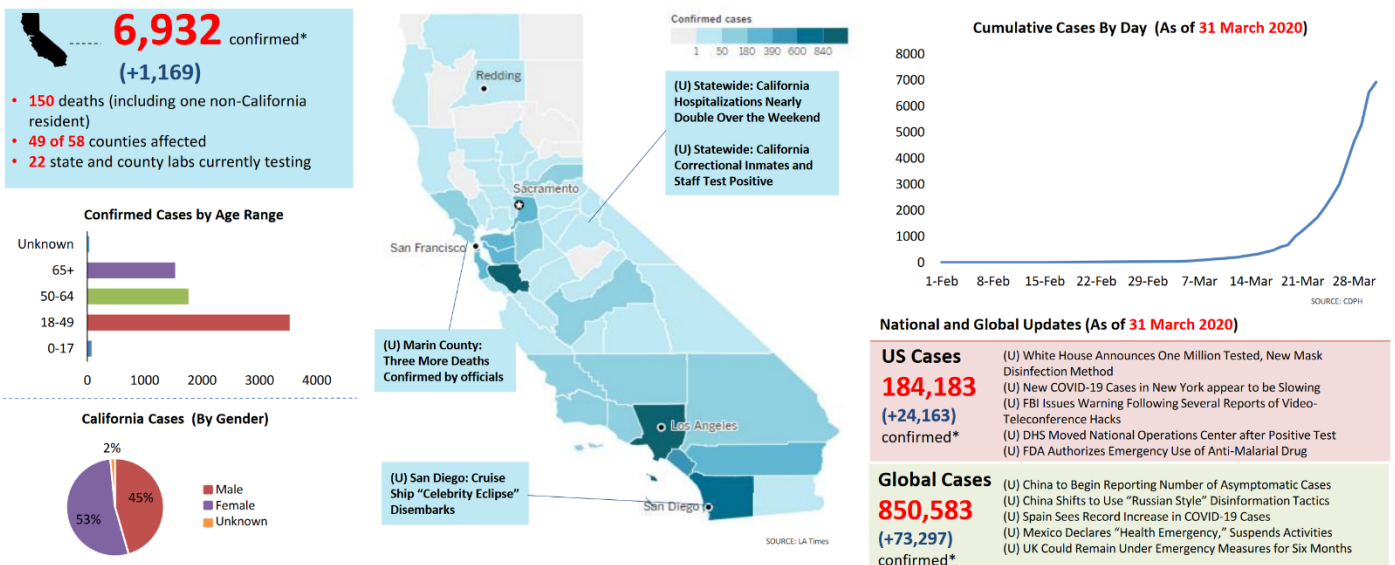 6,932 confirmed*
(+1,169)
• 150 deaths (including one non-California
resident)
• 49 of 58 counties affected
• 22 state and county labs currently testing
Confirmed Cases by Age Range
Unknown
65+
50-64
18-49
0-17
0 1000 2000 3000 4000
California Cases (By Gender)
2%
45%
53%
Male
Female
Unknown
Confirmed cases
1 50 180 390 600 840
Redding
Sacramento
San Francisco
Los Angeles
San Diego
(U) Statewide: California
Hospitalizations Nearly
Double Over the Weekend
(U) Statewide: California
Correctional Inmates and
Staff Test Positive
(U) Marin County:
Three More Deaths
Confirmed by officials
(U) San Diego: Cruise
Ship “Celebrity Eclipse”
Disembarks
SOURCE: LA Times
Cumulative Cases By Day (As of 31 March 2020)
8000
7000
6000
5000
4000
3000
2000
1000
0
1-Feb 8-Feb 15-Feb 22-Feb 29-Feb 7-Mar 14-Mar 21-Mar 28-Mar
SOURCE: CDPH
National and Global Updates (As of 31 March 2020)
US Cases
184,183
(+24,163)
confirmed*
(U) White House Announces One Million Tested, New Mask
Disinfection Method
(U) New COVID-19 Cases in New York appear to be Slowing
(U) FBI Issues Warning Following Several Reports of Video-
Teleconference Hacks
(U) DHS Moved National Operations Center after Positive Test
(U) FDA Authorizes Emergency Use of Anti-Malarial Drug
Global Cases
850,583
(+73,297)
confirmed*
(U) China to Begin Reporting Number of Asymptomatic Cases
(U) China Shifts to Use “Russian Style” Disinformation Tactics
(U) Spain Sees Record Increase in COVID-19 Cases
(U) Mexico Declares “Health Emergency,” Suspends Activities
(U) UK Could Remain Under Emergency Measures for Six Months